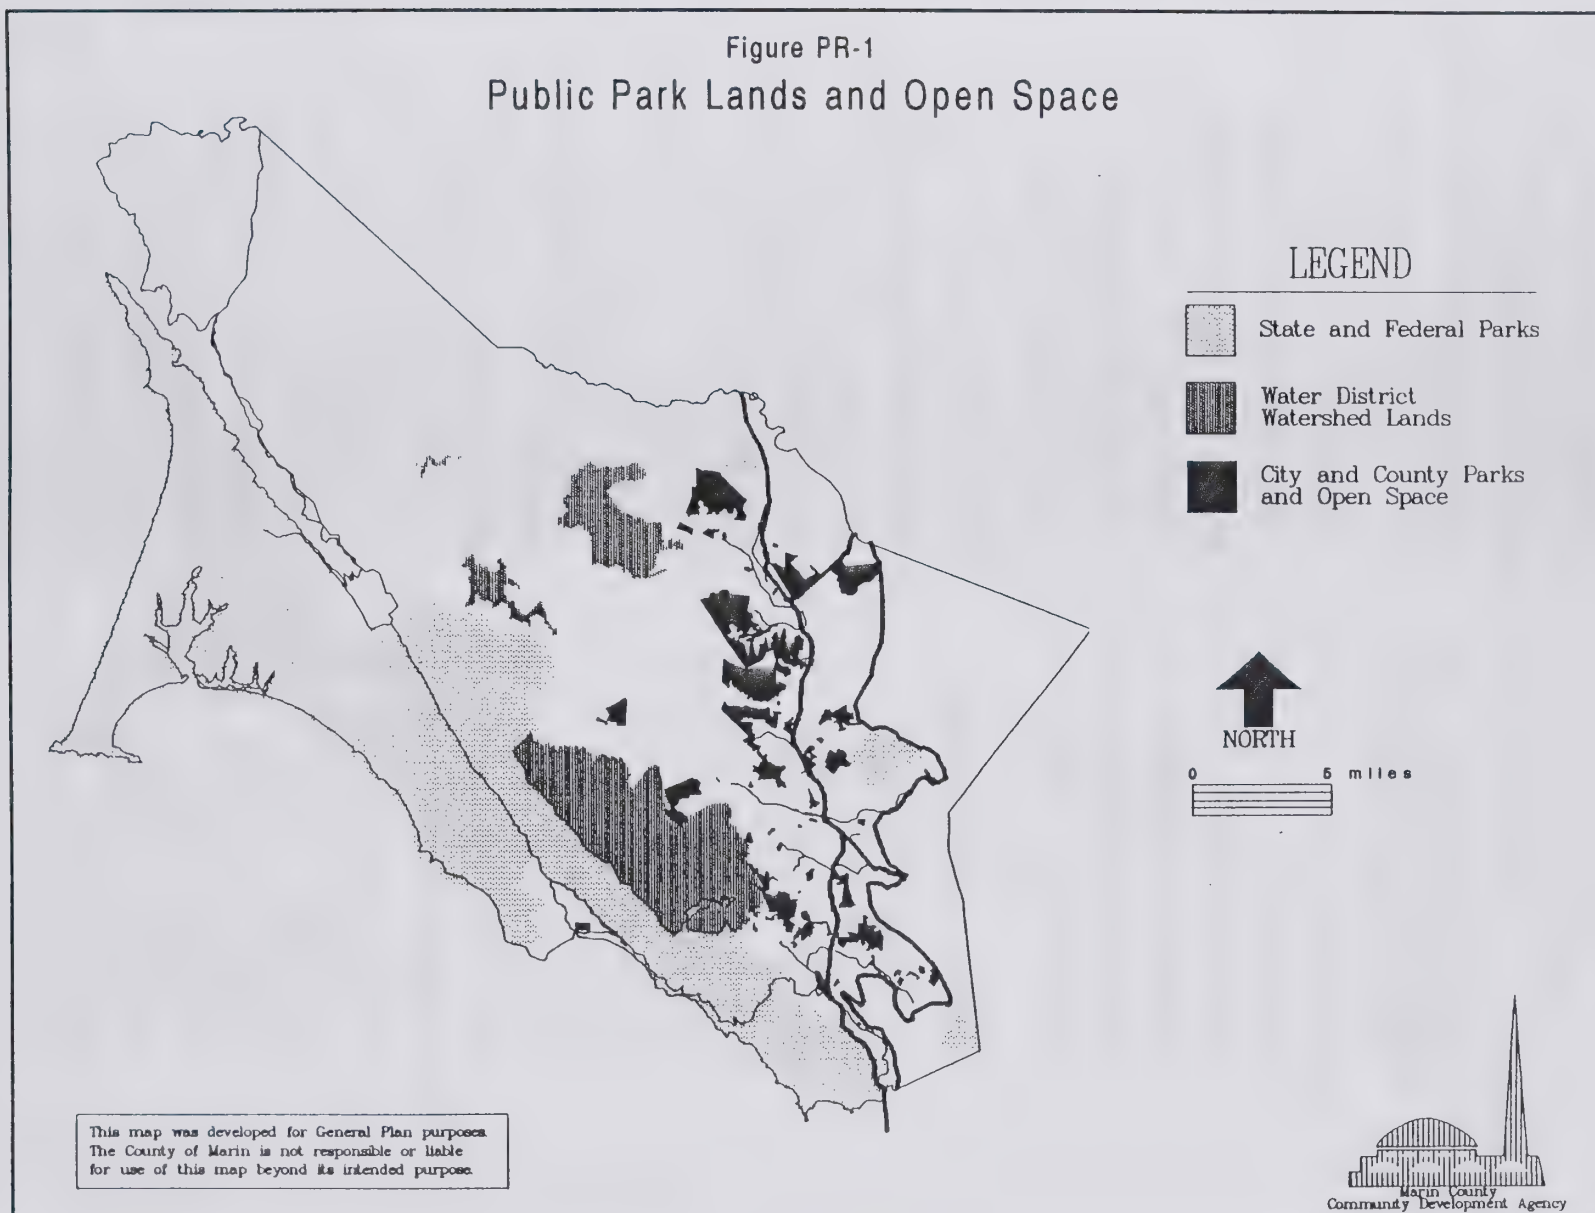 Figure PR-1
Public Park Lands and Open Space
LEGEND
State and Federal Parks
Water District
Watershed Lands
City and County Parks
and Open Space
NORTH
0 5 miles
This map was developed for General Plan purposes.
The County of Marin is not responsible or liable
for use of this map beyond its intended purpose.
Marin County
Community Development Agency